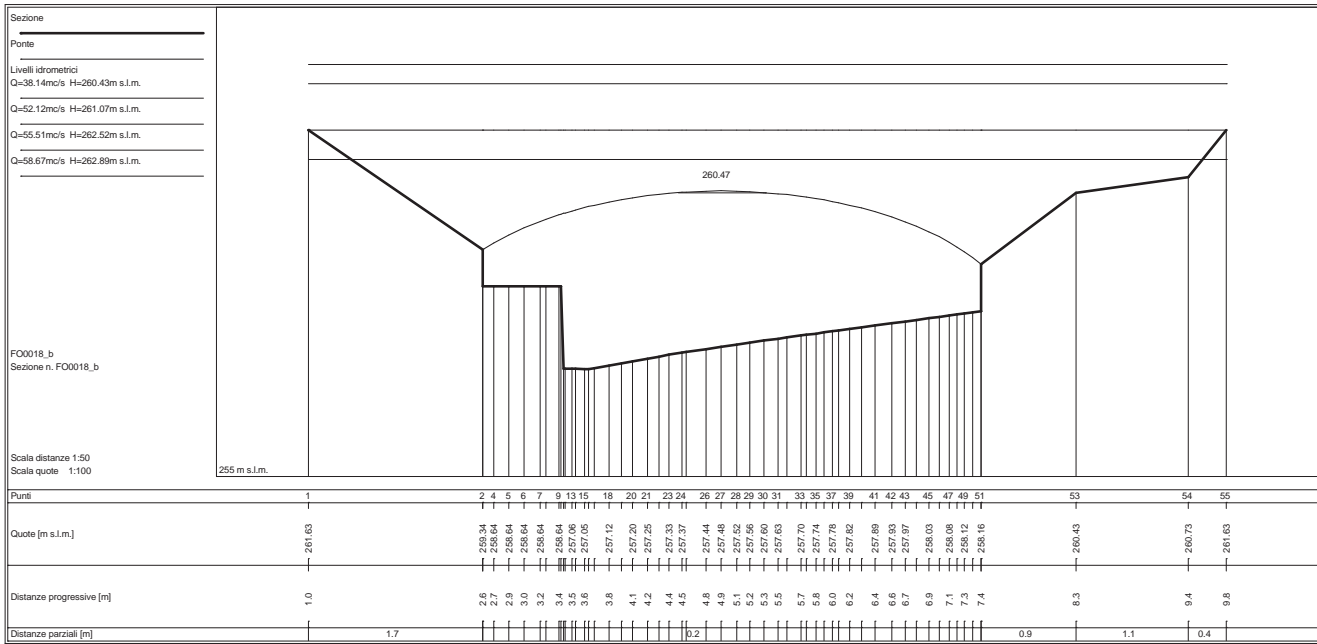 Sezione
Ponte
Livelli idrometrici
Q=38.14mc/s H=260.43m s.l.m.
Q=52.12mc/s H=261.07m s.l.m.
Q=55.51mc/s H=262.52m s.l.m.
Q=58.67mc/s H=262.89m s.l.m.
260.47
FO0018_b
Sezione n. FO0018_b
Scala distanze 1:50
Scala quote 1:100
255 m s.l.m.
Punti 1 2 4 5 6 7 9 13 15 18 20 21 23 24 26 27 28 29 30 31 33 35 37 39 41 42 43 45 47 49 51 53 54 55
Quote [m s.l.m.] 261.63 259.34 258.64 258.64 258.64 258.64 258.64 257.06 257.05 257.12 257.20 257.25 257.33 257.37 257.44 257.48 257.52 257.56 257.60 257.63 257.70 257.74 257.78 257.82 257.89 257.93 257.97 258.03 258.08 258.12 258.16 260.43 260.73 261.63
Distanze progressive [m] 1.0 2.6 2.7 2.9 3.0 3.2 3.4 3.5 3.6 3.8 4.1 4.2 4.4 4.5 4.8 4.9 5.1 5.2 5.3 5.5 5.7 5.8 6.0 6.2 6.4 6.6 6.7 6.9 7.1 7.3 7.4 8.3 9.4 9.8
Distanze parziali [m] 1.7 0.2 0.9 1.1 0.4